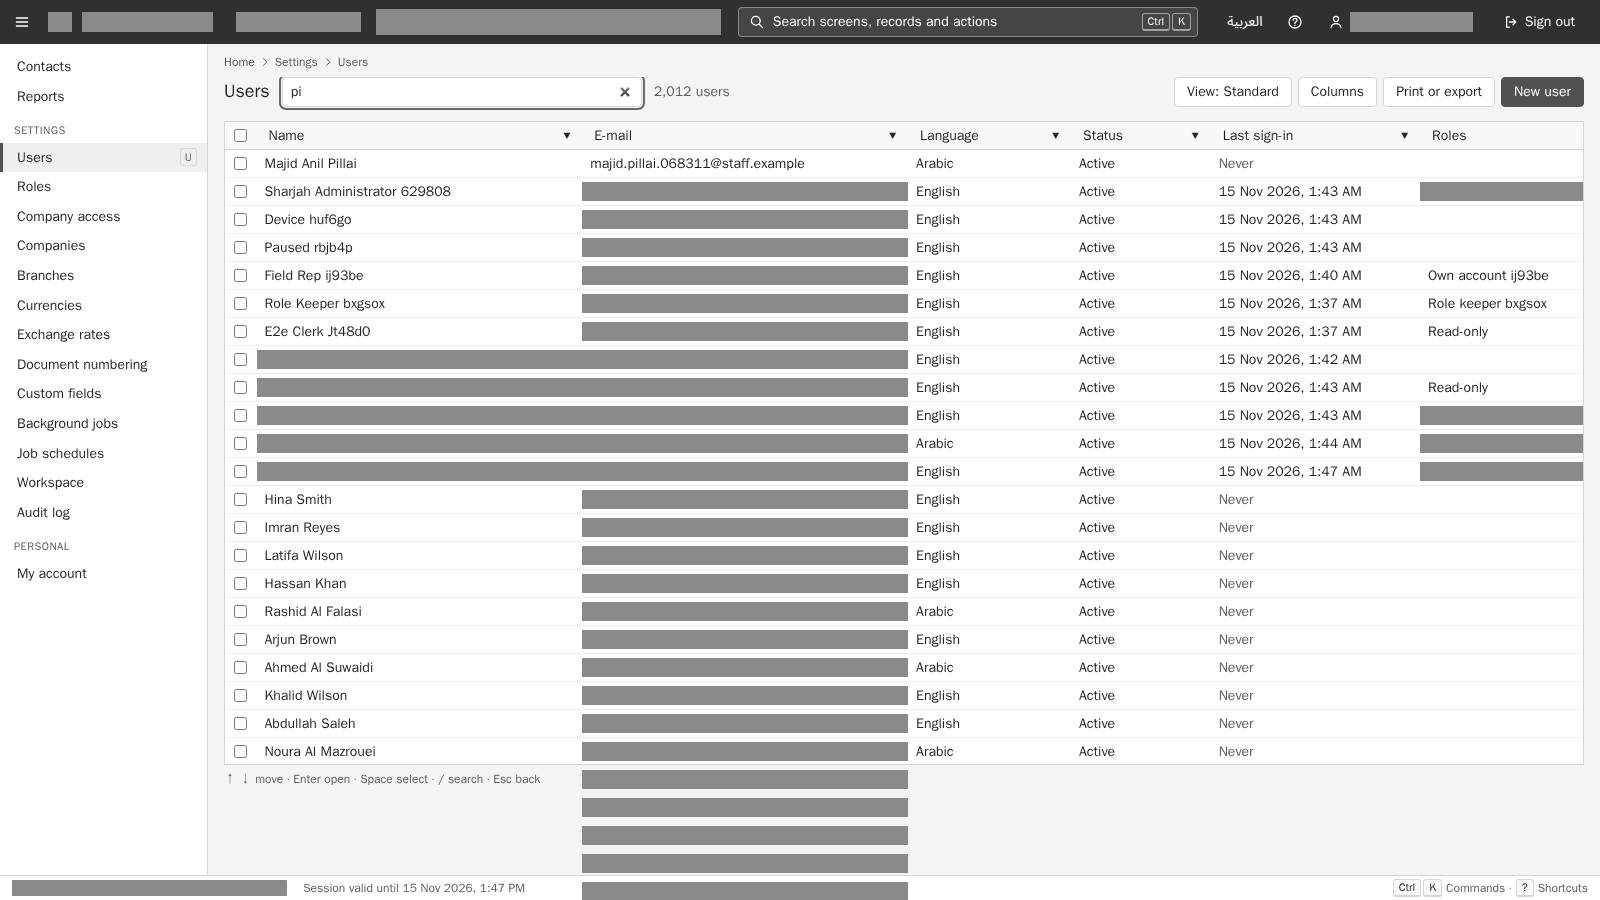 Search screens, records and actions Ctrl K العربية Sign out
Contacts
Reports
SETTINGS
Users U
Roles
Company access
Companies
Branches
Currencies
Exchange rates
Document numbering
Custom fields
Background jobs
Job schedules
Workspace
Audit log
PERSONAL
My account
Home > Settings > Users
Users pi 2,012 users View: Standard Columns Print or export New user
Name E-mail Language Status Last sign-in Roles
Majid Anil Pillai majid.pillai.068311@staff.example Arabic Active Never
Sharjah Administrator 629808 English Active 15 Nov 2026, 1:43 AM
Device huf6go English Active 15 Nov 2026, 1:43 AM
Paused rbjb4p English Active 15 Nov 2026, 1:43 AM
Field Rep ij93be English Active 15 Nov 2026, 1:40 AM Own account ij93be
Role Keeper bxgsox English Active 15 Nov 2026, 1:37 AM Role keeper bxgsox
E2e Clerk Jt48d0 English Active 15 Nov 2026, 1:37 AM Read-only
English Active 15 Nov 2026, 1:42 AM
English Active 15 Nov 2026, 1:43 AM Read-only
English Active 15 Nov 2026, 1:43 AM
Arabic Active 15 Nov 2026, 1:44 AM
English Active 15 Nov 2026, 1:47 AM
Hina Smith English Active Never
Imran Reyes English Active Never
Latifa Wilson English Active Never
Hassan Khan English Active Never
Rashid Al Falasi Arabic Active Never
Arjun Brown English Active Never
Ahmed Al Suwaidi Arabic Active Never
Khalid Wilson English Active Never
Abdullah Saleh English Active Never
Noura Al Mazrouei Arabic Active Never
↑ ↓ move · Enter open · Space select · / search · Esc back
Session valid until 15 Nov 2026, 1:47 PM Ctrl K Commands · ? Shortcuts